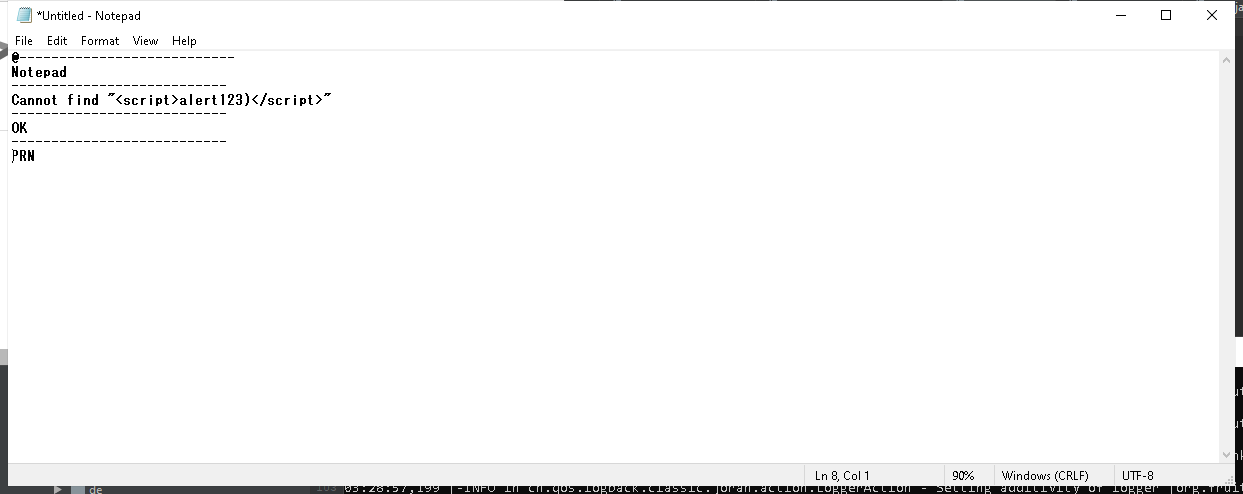 *Untitled - Notepad
File Edit Format View Help
@---------------------------
Notepad
---------------------------
Cannot find "<script>alert123)</script>"
---------------------------
OK
---------------------------
PRN
Ln 8, Col 1 90% Windows (CRLF) UTF-8
de
03:28:57,199 |-INFO in ch.qos.logback.classic.joran.action.LoggerAction - Setting additivity of logger